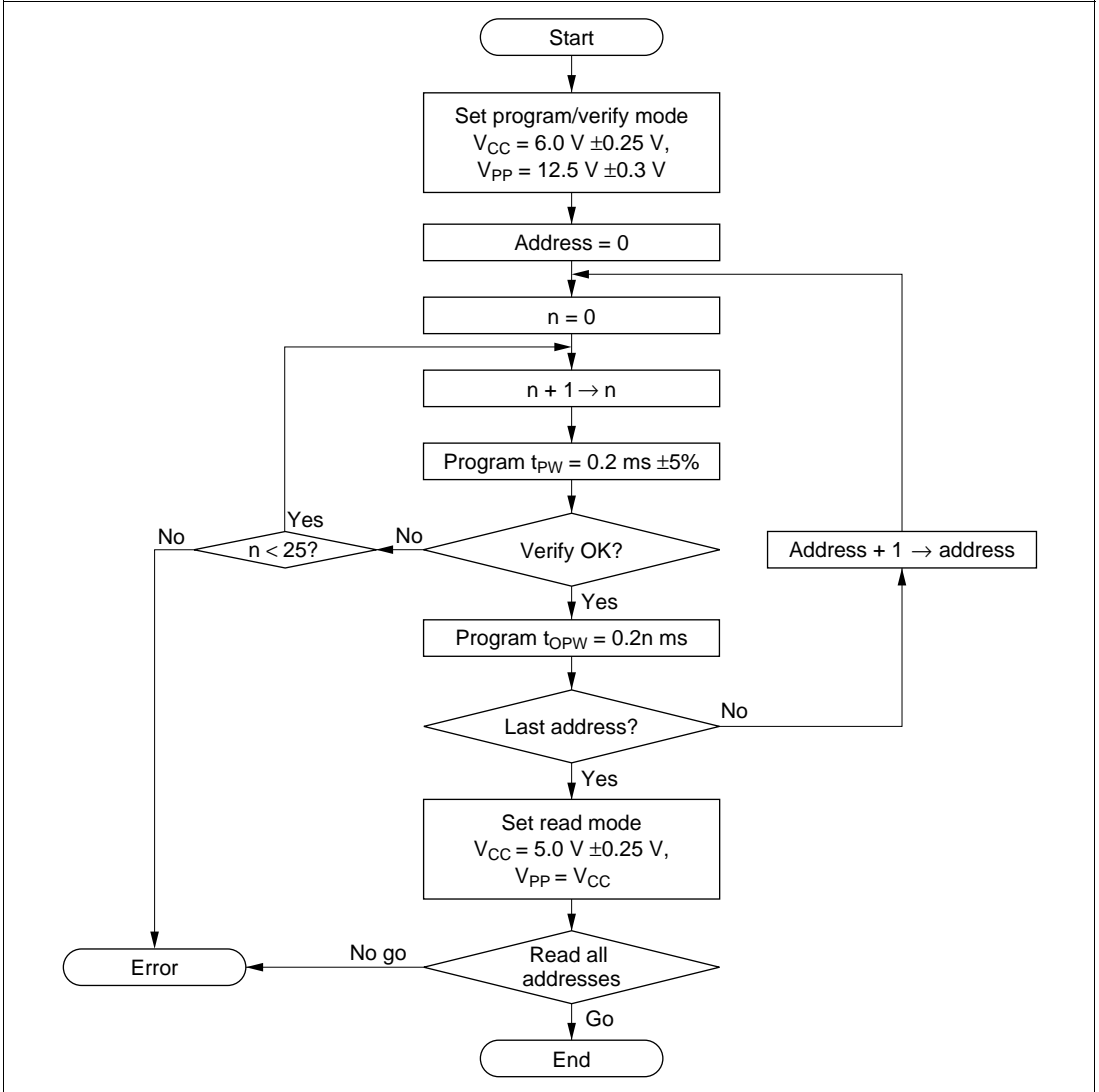 Start
Set program/verify mode
VCC = 6.0 V ±0.25 V,
VPP = 12.5 V ±0.3 V
Address = 0
n = 0
n + 1 → n
Program tPW = 0.2 ms ±5%
Verify OK?
No
n < 25?
Yes
No
Address + 1 → address
Yes
Program tOPW = 0.2n ms
Last address?
No
Yes
Set read mode
VCC = 5.0 V ±0.25 V,
VPP = VCC
Read all
addresses
No go
Error
Go
End